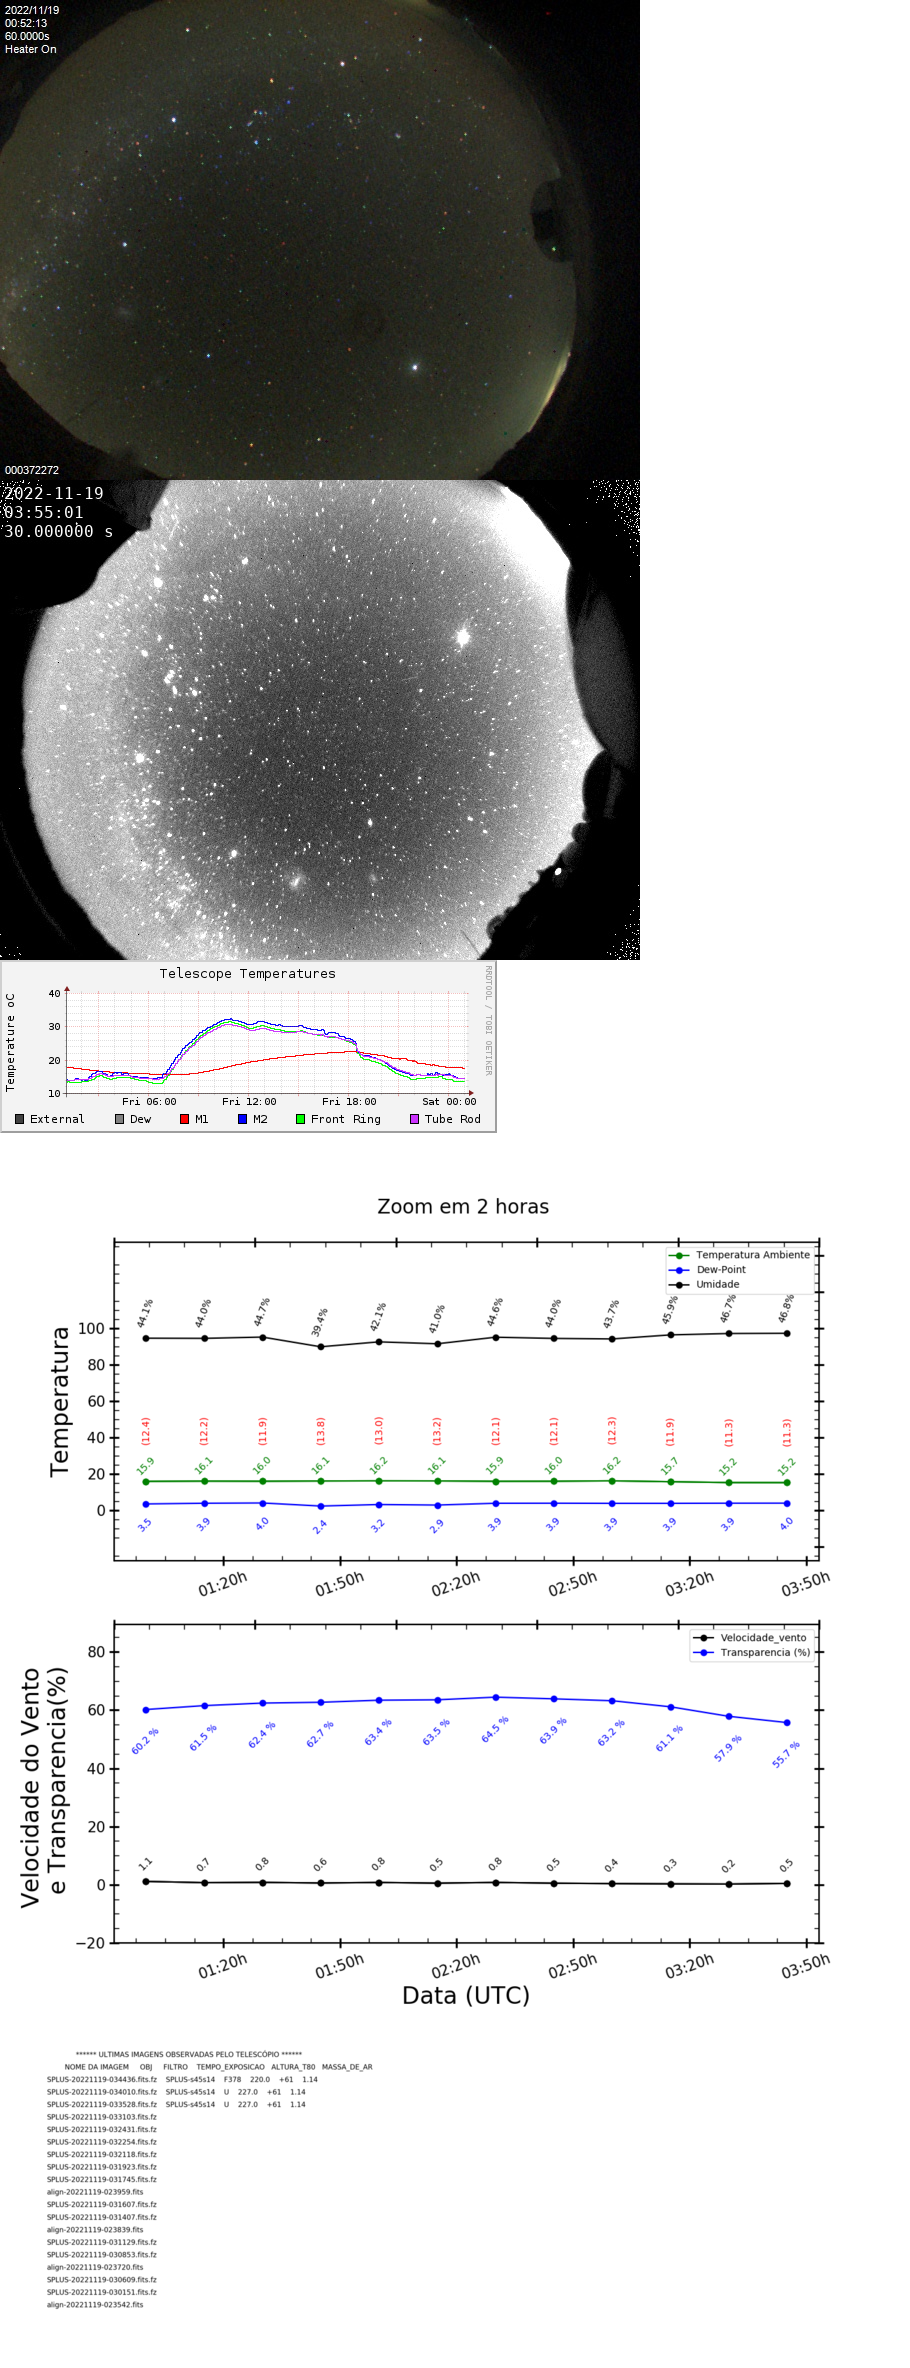 2022/11/19
00:52:13
60.0000s
Heater On
000372272
2022-11-19
03:55:01
30.000000 s
Telescope Temperatures
RRDTOOL / TOBI OETIKER
Temperature oC
40
30
20
10
Fri 06:00 Fri 12:00 Fri 18:00 Sat 00:00
External Dew M1 M2 Front Ring Tube Rod
Zoom em 2 horas
Temperatura Ambiente
Dew-Point
Umidade
Temperatura
100
80
60
40
20
0
44.1% 44.0% 44.7% 39.4% 42.1% 41.0% 44.6% 44.0% 43.7% 45.9% 46.7% 46.8%
(12.4) (12.2) (11.9) (13.8) (13.0) (13.2) (12.1) (12.1) (12.3) (11.9) (11.3) (11.3)
15.9 16.1 16.0 16.1 16.2 16.1 15.9 16.0 16.2 15.7 15.2 15.2
3.5 3.9 4.0 2.4 3.2 2.9 3.9 3.9 3.9 3.9 3.9 4.0
01:20h 01:50h 02:20h 02:50h 03:20h 03:50h
Velocidade_vento
Transparencia (%)
Velocidade do Vento
e Transparencia(%)
80
60
40
20
0
−20
60.2 % 61.5 % 62.4 % 62.7 % 63.4 % 63.5 % 64.5 % 63.9 % 63.2 % 61.1 % 57.9 % 55.7 %
1.1 0.7 0.8 0.6 0.8 0.5 0.8 0.5 0.4 0.3 0.2 0.5
01:20h 01:50h 02:20h 02:50h 03:20h 03:50h
Data (UTC)
****** ULTIMAS IMAGENS OBSERVADAS PELO TELESCÓPIO ******
NOME DA IMAGEM OBJ FILTRO TEMPO_EXPOSICAO ALTURA_T80 MASSA_DE_AR
SPLUS-20221119-034436.fits.fz SPLUS-s45s14 F378 220.0 +61 1.14
SPLUS-20221119-034010.fits.fz SPLUS-s45s14 U 227.0 +61 1.14
SPLUS-20221119-033528.fits.fz SPLUS-s45s14 U 227.0 +61 1.14
SPLUS-20221119-033103.fits.fz
SPLUS-20221119-032431.fits.fz
SPLUS-20221119-032254.fits.fz
SPLUS-20221119-032118.fits.fz
SPLUS-20221119-031923.fits.fz
SPLUS-20221119-031745.fits.fz
align-20221119-023959.fits
SPLUS-20221119-031607.fits.fz
SPLUS-20221119-031407.fits.fz
align-20221119-023839.fits
SPLUS-20221119-031129.fits.fz
SPLUS-20221119-030853.fits.fz
align-20221119-023720.fits
SPLUS-20221119-030609.fits.fz
SPLUS-20221119-030151.fits.fz
align-20221119-023542.fits